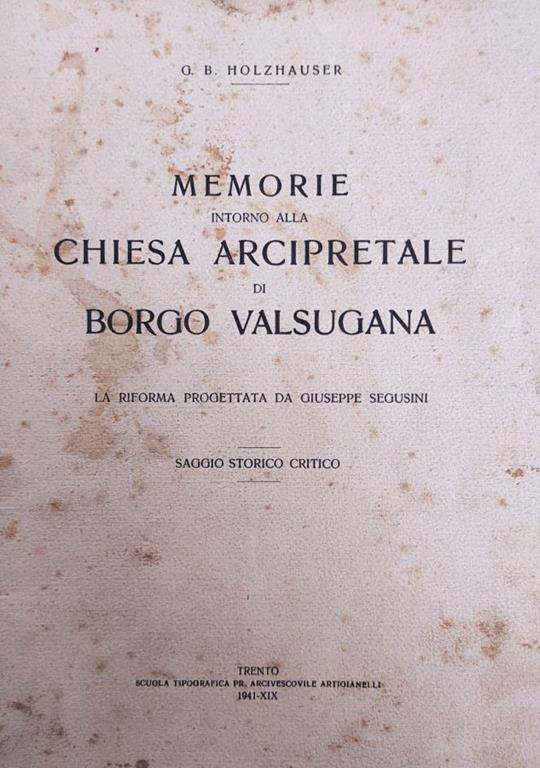 G. B. HOLZHAUSER
MEMORIE
INTORNO ALLA
CHIESA ARCIPRETALE
DI
BORGO VALSUGANA
LA RIFORMA PROGETTATA DA GIUSEPPE SEGUSINI
SAGGIO STORICO CRITICO
TRENTO
SCUOLA TIPOGRAFICA PR. ARCIVESCOVILE ARTIGIANELLI
1941-XIX